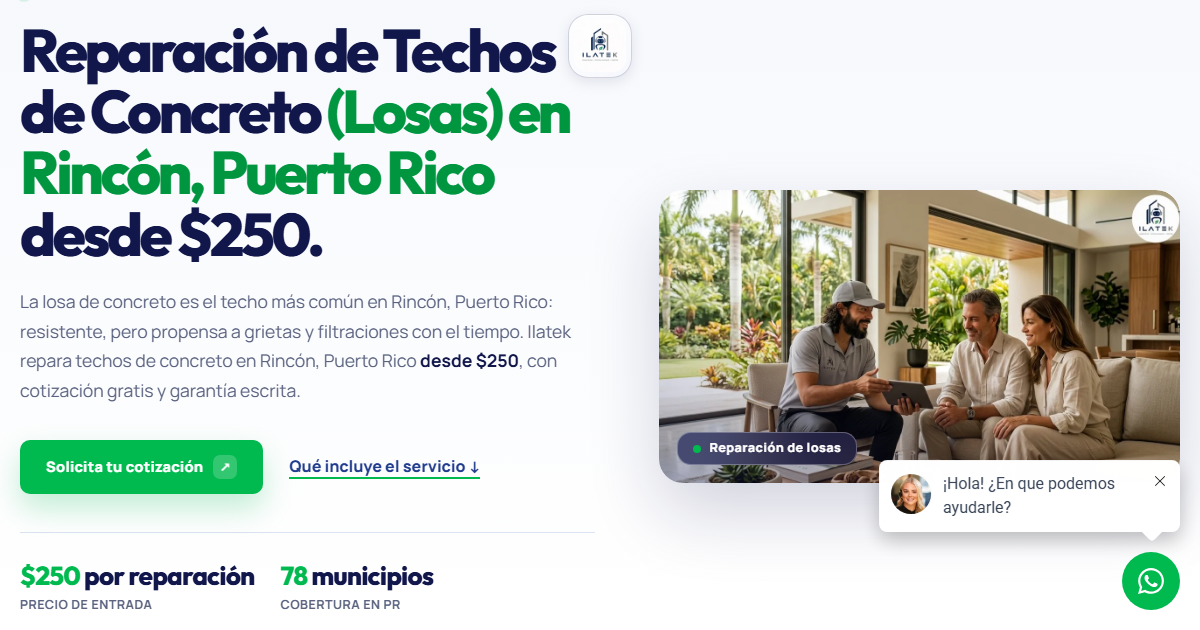 Reparación de Techos
de Concreto (Losas) en
Rincón, Puerto Rico
desde $250.
ILATEK
La losa de concreto es el techo más común en Rincón, Puerto Rico:
resistente, pero propensa a grietas y filtraciones con el tiempo. Ilatek
repara techos de concreto en Rincón, Puerto Rico desde $250, con
cotización gratis y garantía escrita.
Solicita tu cotización ↗
Qué incluye el servicio ↓
$250 por reparación
PRECIO DE ENTRADA
78 municipios
COBERTURA EN PR
ILATEK
Reparación de losas
¡Hola! ¿En que podemos
ayudarle?